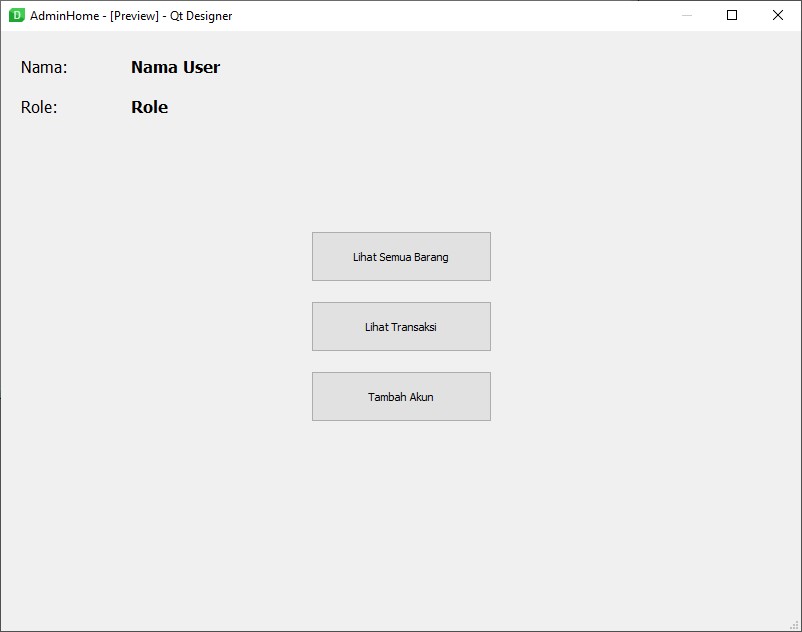 AdminHome - [Preview] - Qt Designer
Nama: Nama User
Role: Role
Lihat Semua Barang
Lihat Transaksi
Tambah Akun